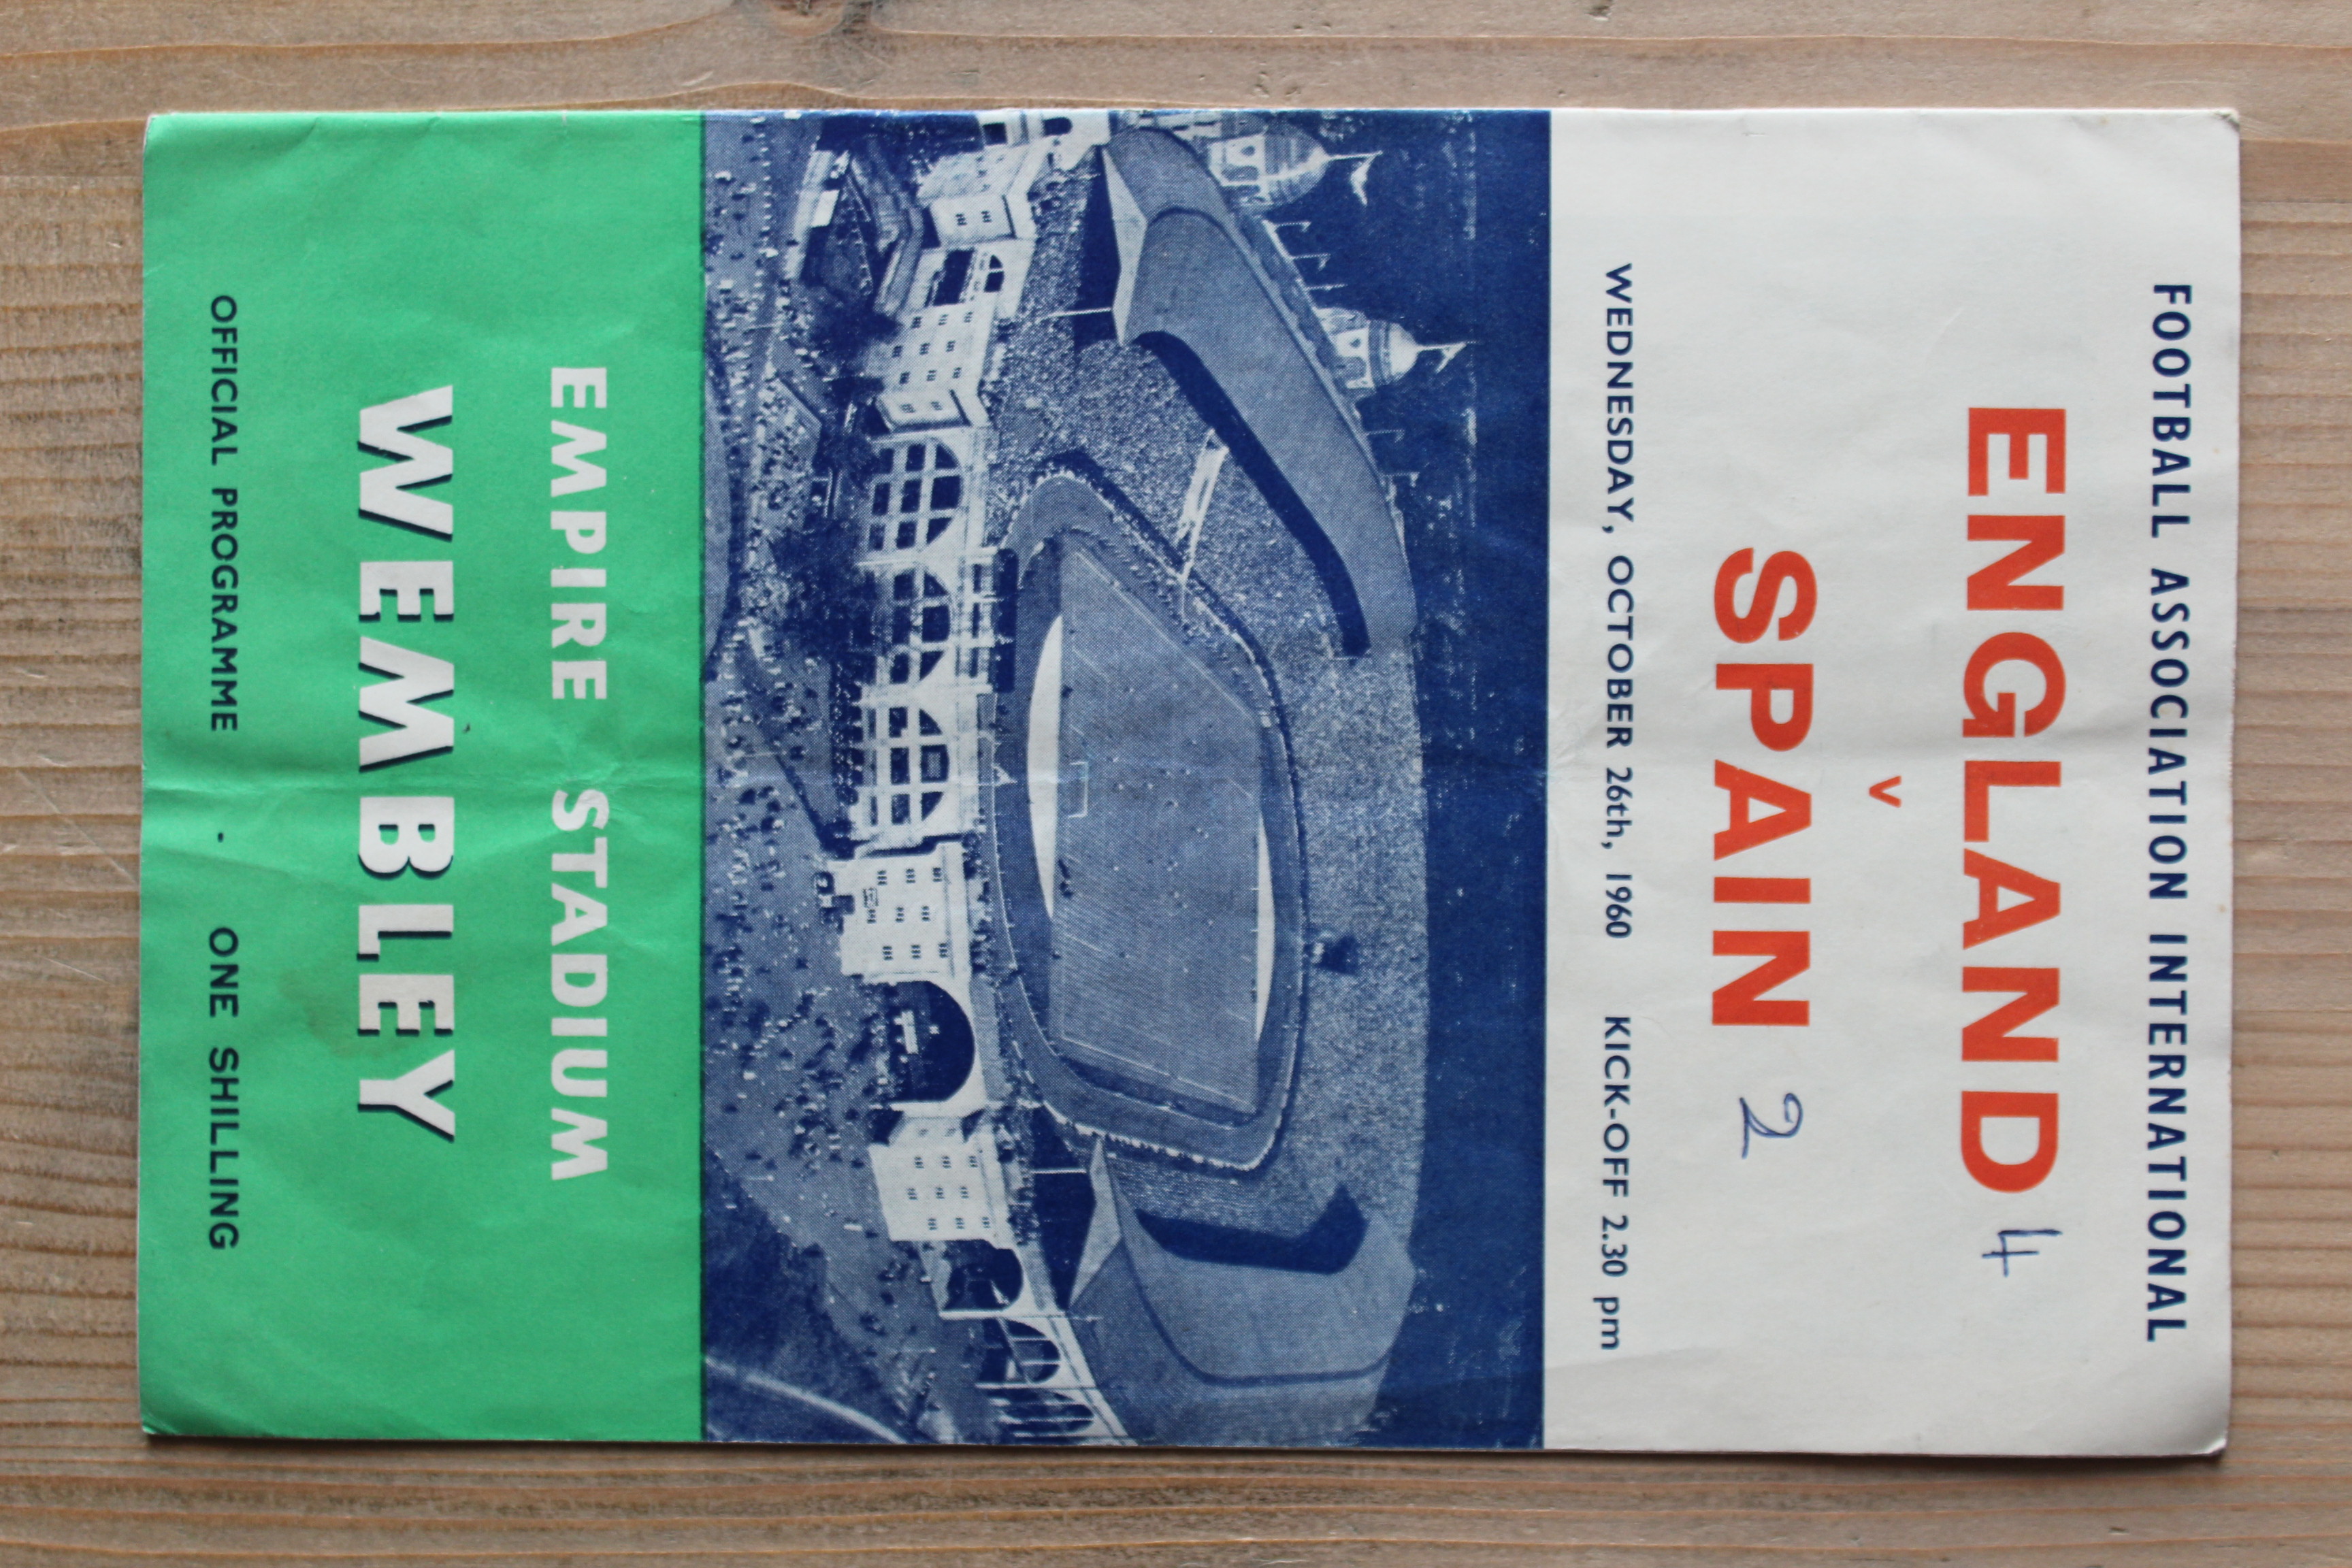 FOOTBALL ASSOCIATION INTERNATIONAL
ENGLAND 4
v
SPAIN 2
WEDNESDAY, OCTOBER 26th, 1960 KICK-OFF 2.30 pm
EMPIRE STADIUM
WEMBLEY
OFFICIAL PROGRAMME · ONE SHILLING